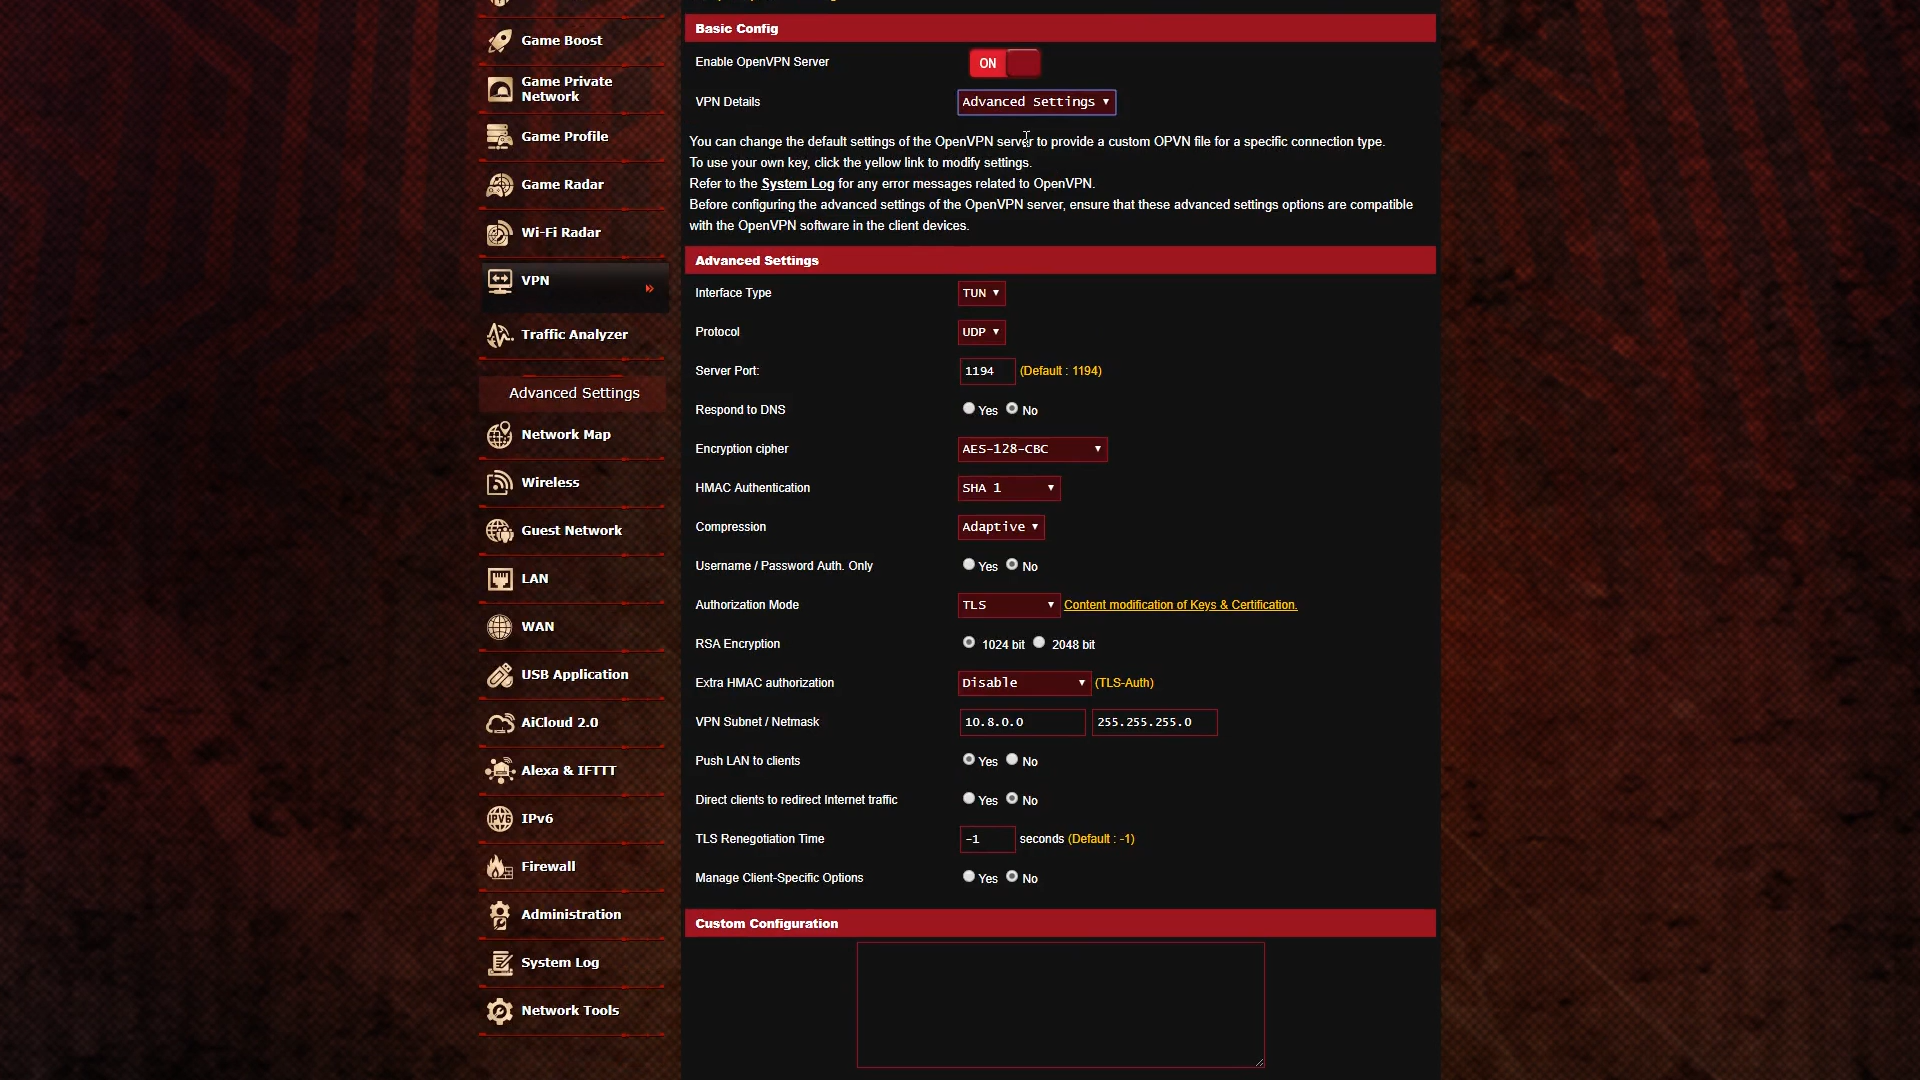 Game Boost
Game Private
Network
Game Profile
Game Radar
Wi-Fi Radar
VPN
Traffic Analyzer
Advanced Settings
Network Map
Wireless
Guest Network
LAN
WAN
USB Application
AiCloud 2.0
Alexa & IFTTT
IPv6
Firewall
Administration
System Log
Network Tools
Basic Config
Enable OpenVPN Server ON
VPN Details Advanced Settings
You can change the default settings of the OpenVPN server to provide a custom OPVN file for a specific connection type.
To use your own key, click the yellow link to modify settings.
Refer to the System Log for any error messages related to OpenVPN.
Before configuring the advanced settings of the OpenVPN server, ensure that these advanced settings options are compatible
with the OpenVPN software in the client devices.
Advanced Settings
Interface Type TUN
Protocol UDP
Server Port: 1194 (Default : 1194)
Respond to DNS Yes No
Encryption cipher AES-128-CBC
HMAC Authentication SHA 1
Compression Adaptive
Username / Password Auth. Only Yes No
Authorization Mode TLS Content modification of Keys & Certification.
RSA Encryption 1024 bit 2048 bit
Extra HMAC authorization Disable (TLS-Auth)
VPN Subnet / Netmask 10.8.0.0 255.255.255.0
Push LAN to clients Yes No
Direct clients to redirect Internet traffic Yes No
TLS Renegotiation Time -1 seconds (Default : -1)
Manage Client-Specific Options Yes No
Custom Configuration